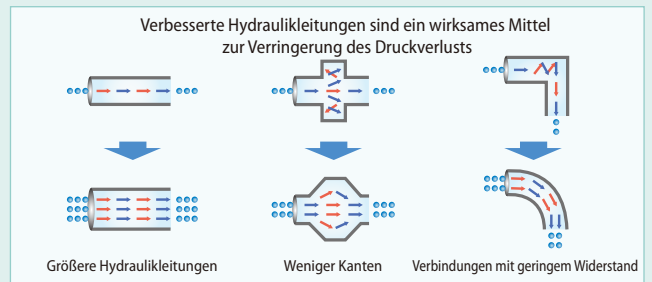 Verbesserte Hydraulikleitungen sind ein wirksames Mittel
zur Verringerung des Druckverlusts
Größere Hydraulikleitungen
Weniger Kanten
Verbindungen mit geringem Widerstand